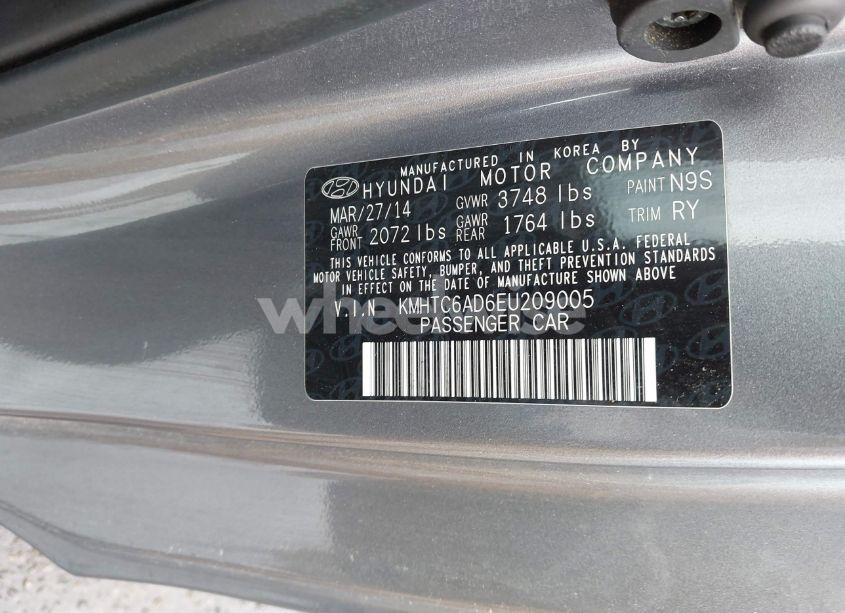 MANUFACTURED IN KOREA BY
HYUNDAI MOTOR COMPANY
MAR/27/14 GVWR 3748 lbs PAINT N9S
GAWR FRONT 2072 lbs GAWR REAR 1764 lbs TRIM RY
THIS VEHICLE CONFORMS TO ALL APPLICABLE U.S.A. FEDERAL
MOTOR VEHICLE SAFETY, BUMPER, AND THEFT PREVENTION STANDARDS
IN EFFECT ON THE DATE OF MANUFACTURE SHOWN ABOVE
V.I.N KMHTC6AD6EU209005
PASSENGER CAR